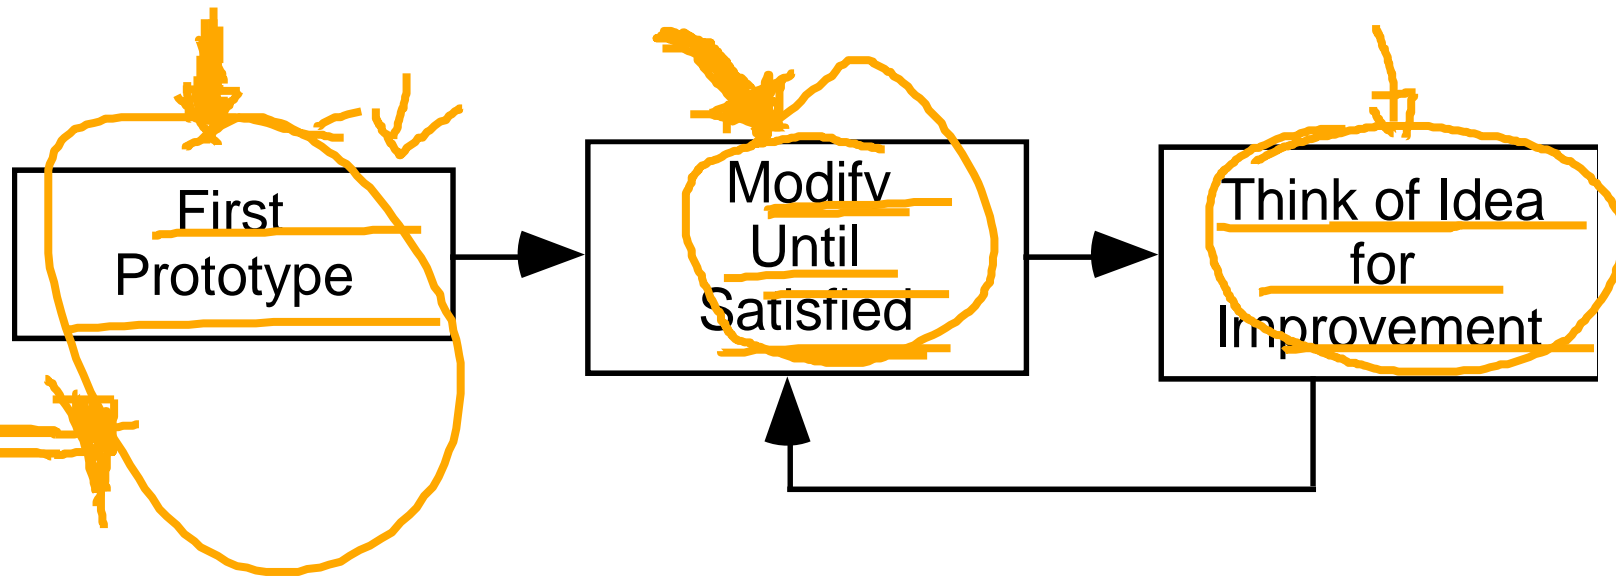 First
Prototype
Modify
Until
Satisfied
Think of Idea
for
Improvement